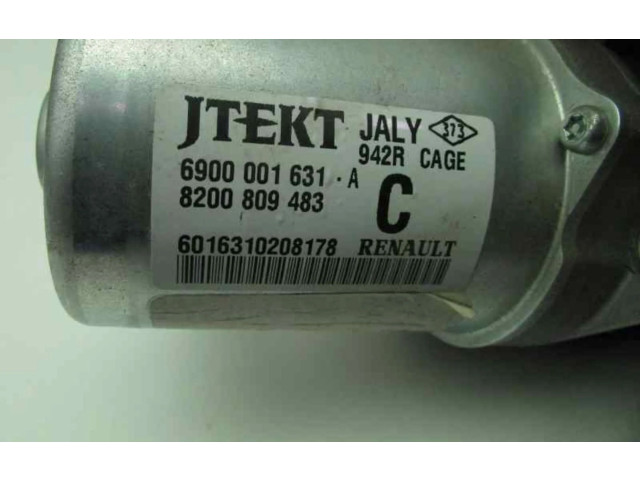 JTEKT JALY 373
942R CAGE
6900 001 631 · A
8200 809 483 C
6016310208178 RENAULT